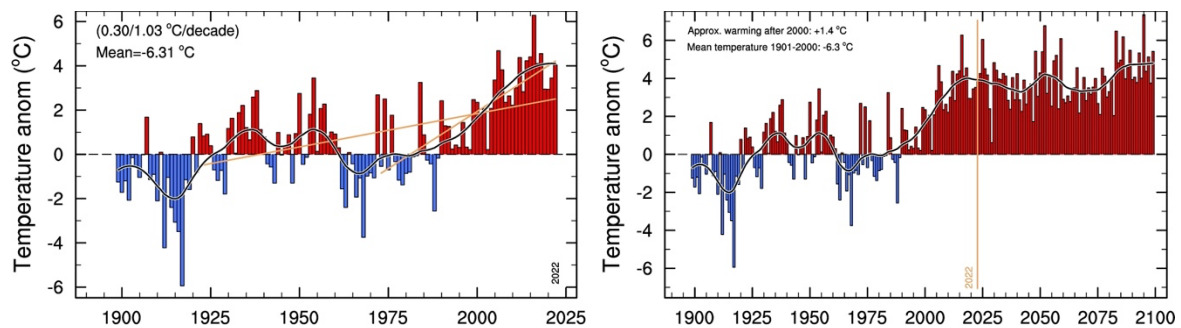 (0.30/1.03 °C/decade)
Mean=-6.31 °C
Temperature anom (°C)
6
4
2
0
-2
-4
-6
2022
1900 1925 1950 1975 2000 2025
Approx. warming after 2000: +1.4 °C
Mean temperature 1901-2000: -6.3 °C
Temperature anom (°C)
6
4
2
0
-2
-4
-6
2022
1900 1925 1950 1975 2000 2025 2050 2075 2100